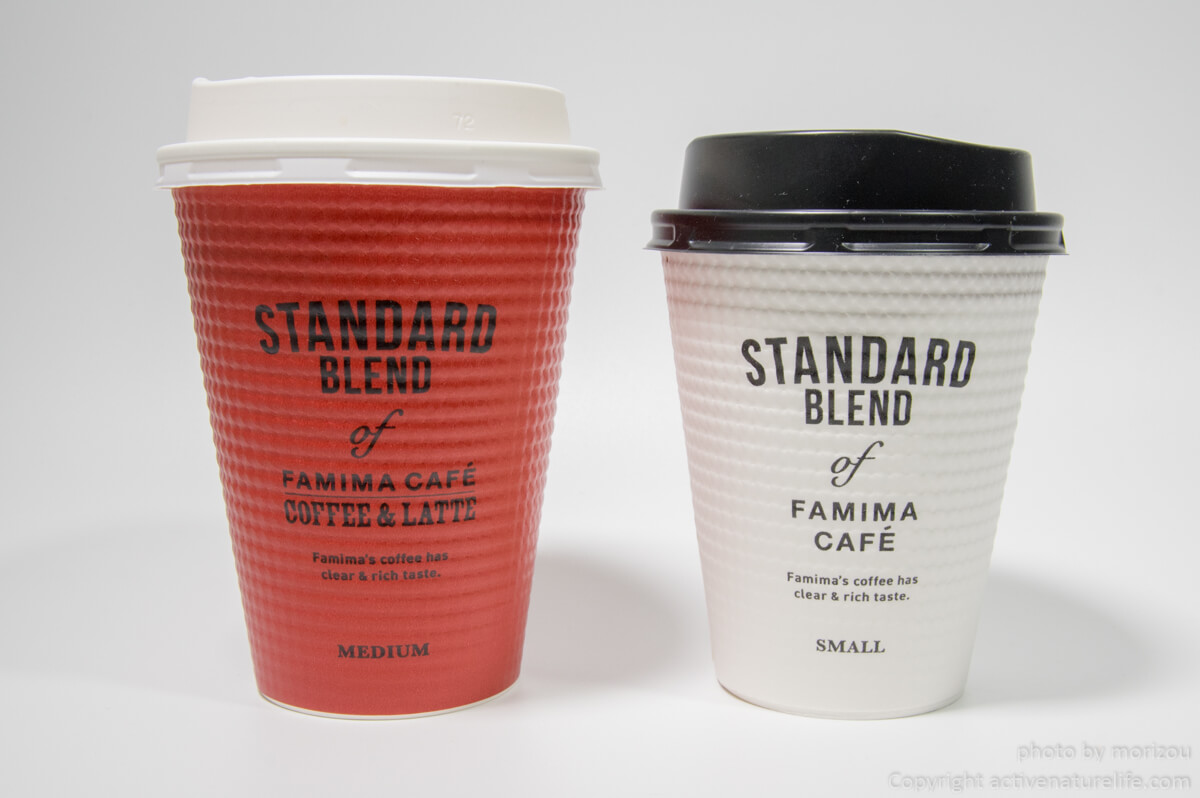 72
STANDARD
BLEND
of
FAMIMA CAFÉ
COFFEE & LATTE
Famima's coffee has
clear & rich taste.
MEDIUM
STANDARD
BLEND
of
FAMIMA
CAFÉ
Famima's coffee has
clear & rich taste.
SMALL
photo by morizou
Copyright activenaturelife.com